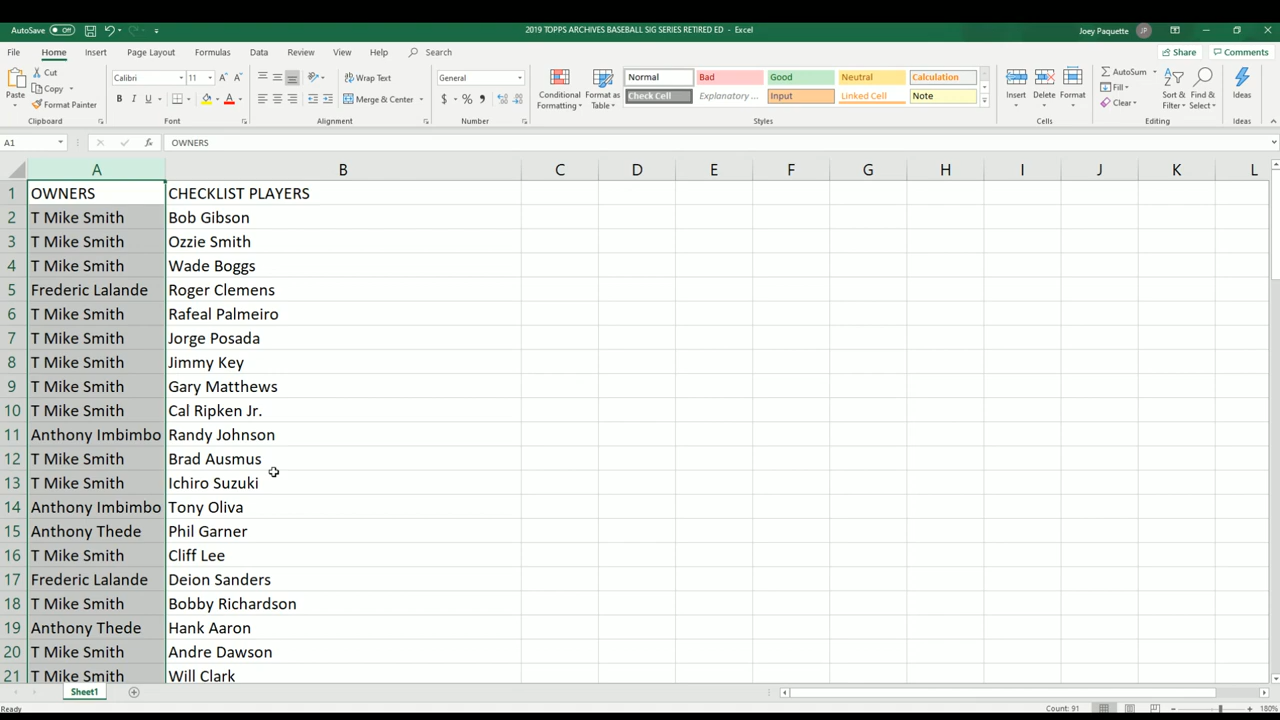 AutoSave Off 2019 TOPPS ARCHIVES BASEBALL SIG SERIES RETIRED ED - Excel Joey Paquette JP
File Home Insert Page Layout Formulas Data Review View Help Search Share Comments
Paste Cut Copy Format Painter Clipboard
Calibri 11 A A B I U A Font
Wrap Text Merge & Center Alignment
General $ % , Number
Conditional Formatting Format as Table
Normal Bad Good Neutral Calculation
Check Cell Explanatory ... Input Linked Cell Note
Styles
Insert Delete Format Cells
AutoSum Fill Clear Sort & Filter Find & Select Editing
Ideas Ideas
A1 fx OWNERS
A B C D E F G H I J K L
1 OWNERS CHECKLIST PLAYERS
2 T Mike Smith Bob Gibson
3 T Mike Smith Ozzie Smith
4 T Mike Smith Wade Boggs
5 Frederic Lalande Roger Clemens
6 T Mike Smith Rafeal Palmeiro
7 T Mike Smith Jorge Posada
8 T Mike Smith Jimmy Key
9 T Mike Smith Gary Matthews
10 T Mike Smith Cal Ripken Jr.
11 Anthony Imbimbo Randy Johnson
12 T Mike Smith Brad Ausmus
13 T Mike Smith Ichiro Suzuki
14 Anthony Imbimbo Tony Oliva
15 Anthony Thede Phil Garner
16 T Mike Smith Cliff Lee
17 Frederic Lalande Deion Sanders
18 T Mike Smith Bobby Richardson
19 Anthony Thede Hank Aaron
20 T Mike Smith Andre Dawson
21 T Mike Smith Will Clark
Sheet1
Ready Count: 91 180%